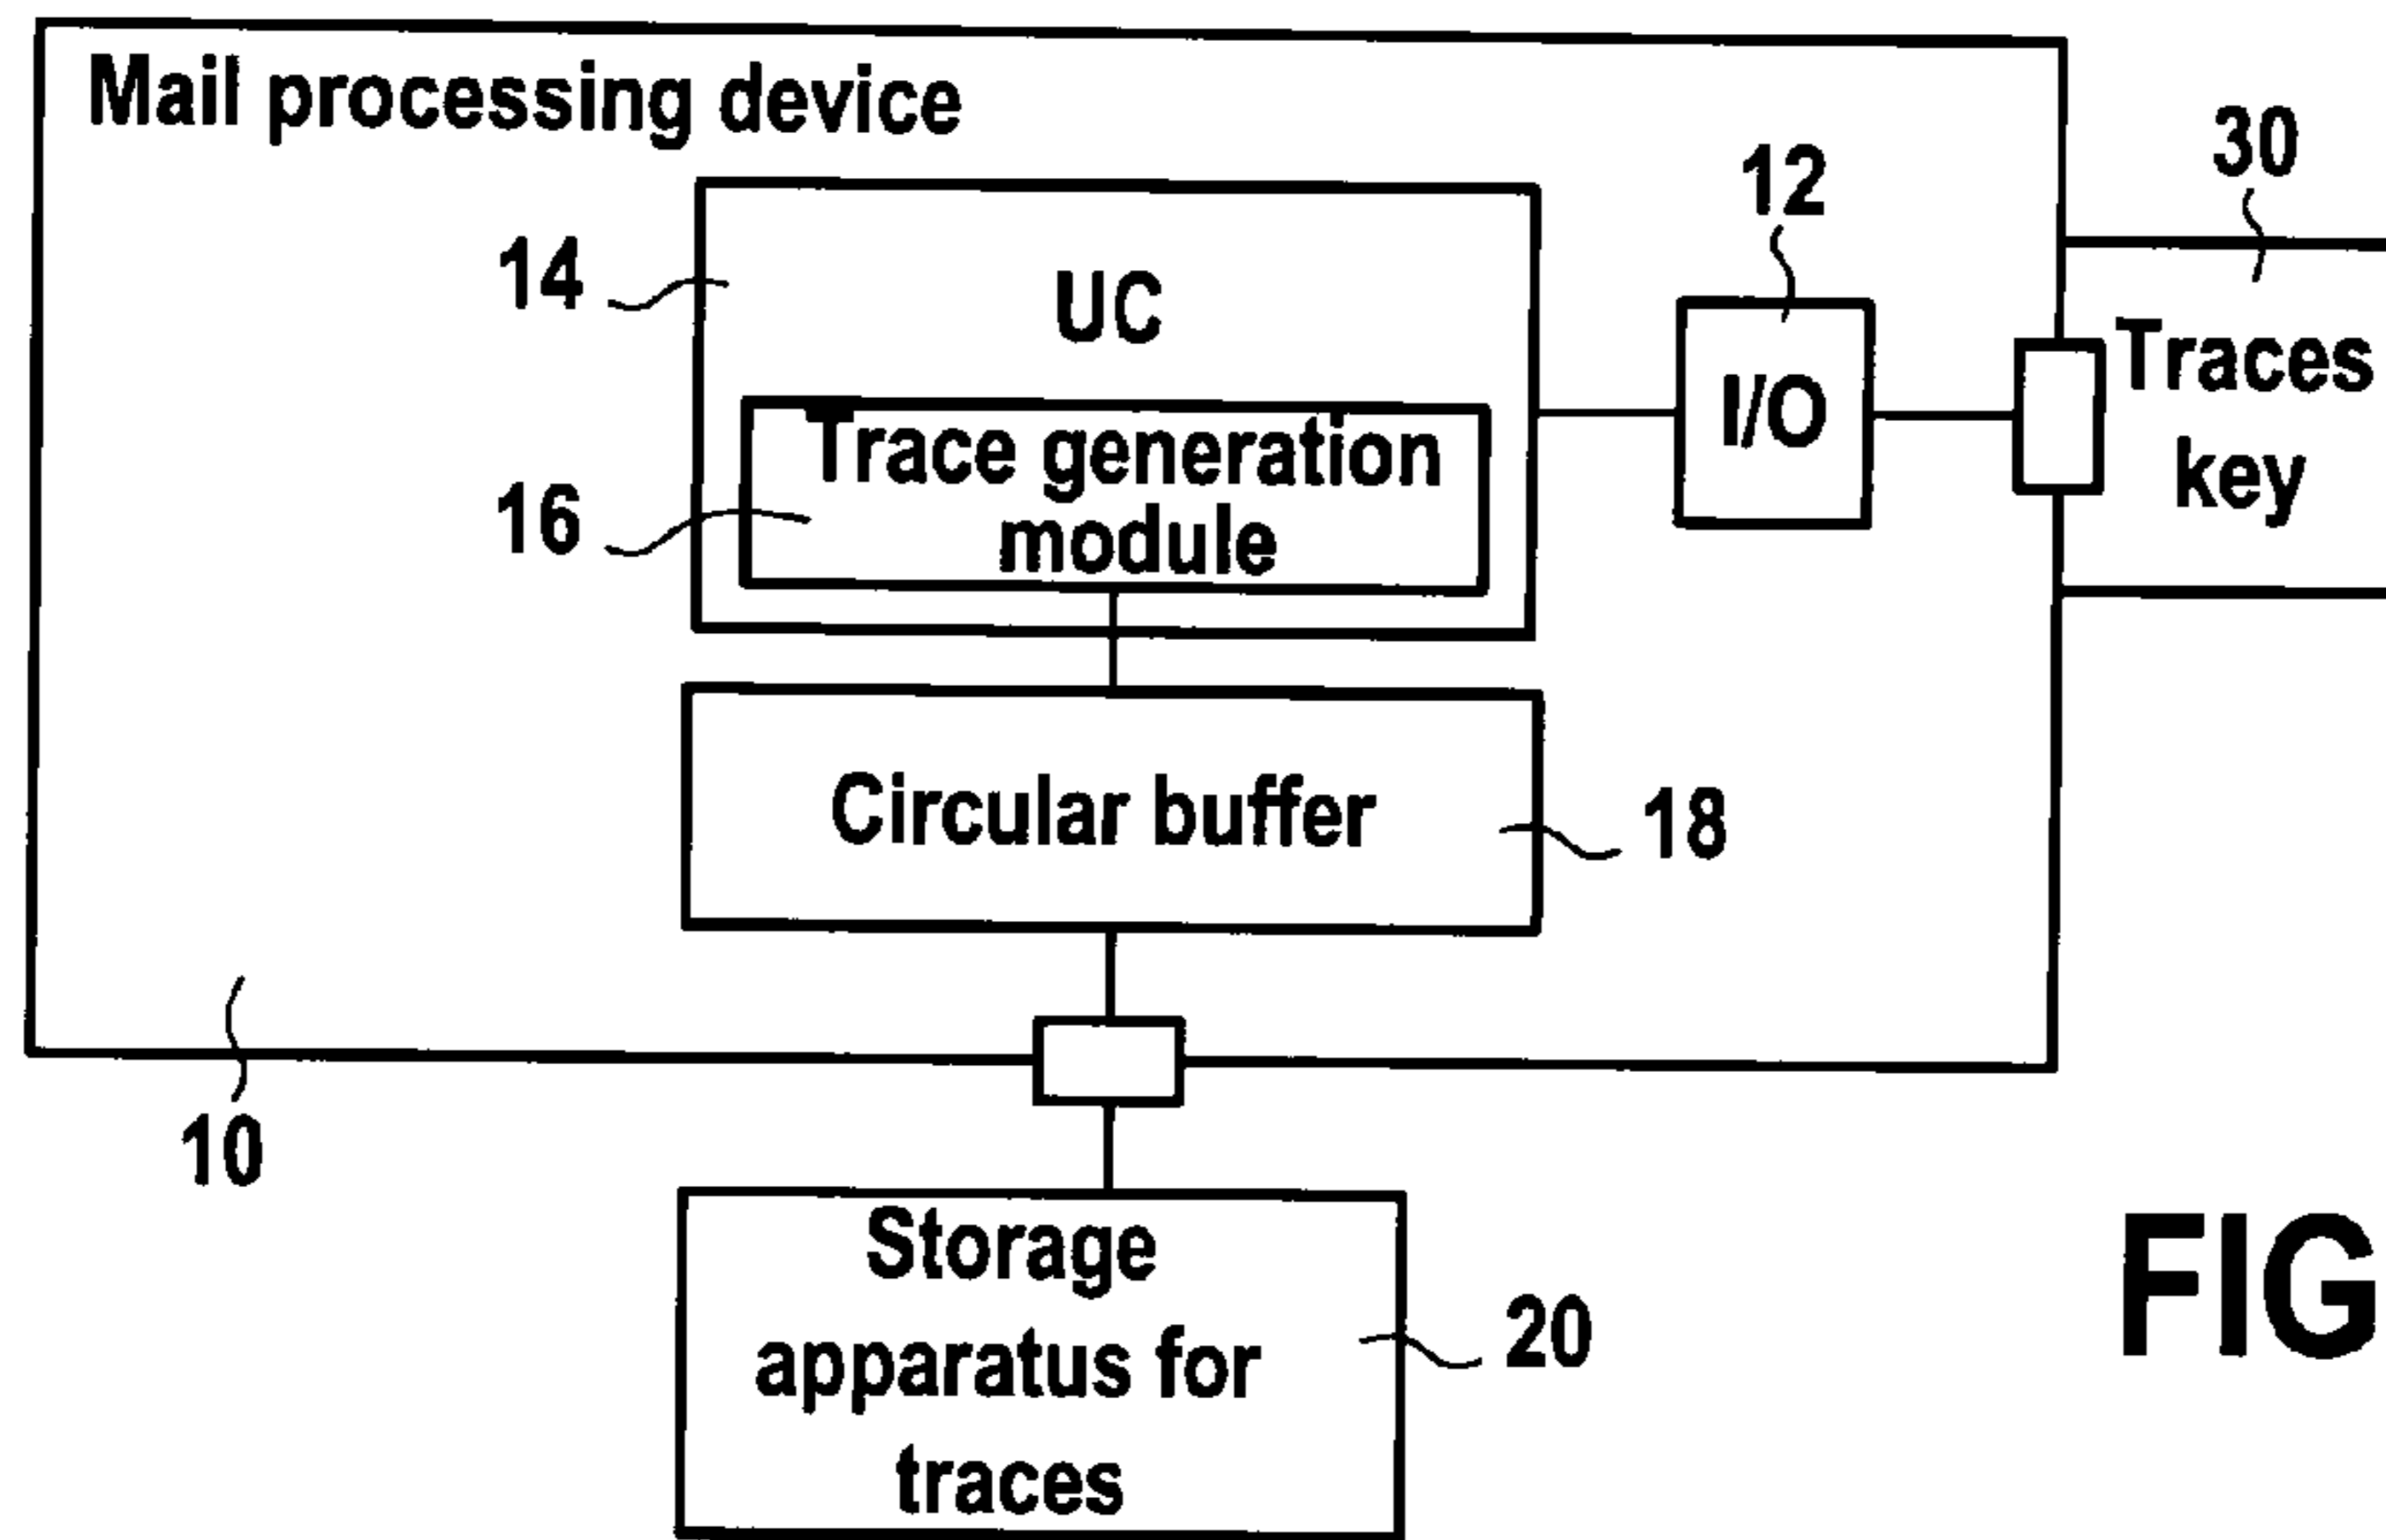 Mail processing device
30
12
14
UC
Traces
I/O
Trace generation
key
16
module
Circular buffer
18
10
Storage
20
apparatus for
traces
FIG